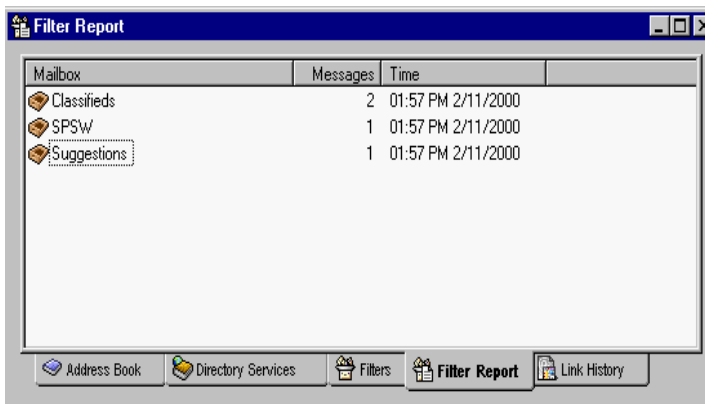 Filter Report
Mailbox Messages Time
Classifieds 2 01:57 PM 2/11/2000
SPSW 1 01:57 PM 2/11/2000
Suggestions 1 01:57 PM 2/11/2000
Address Book Directory Services Filters Filter Report Link History